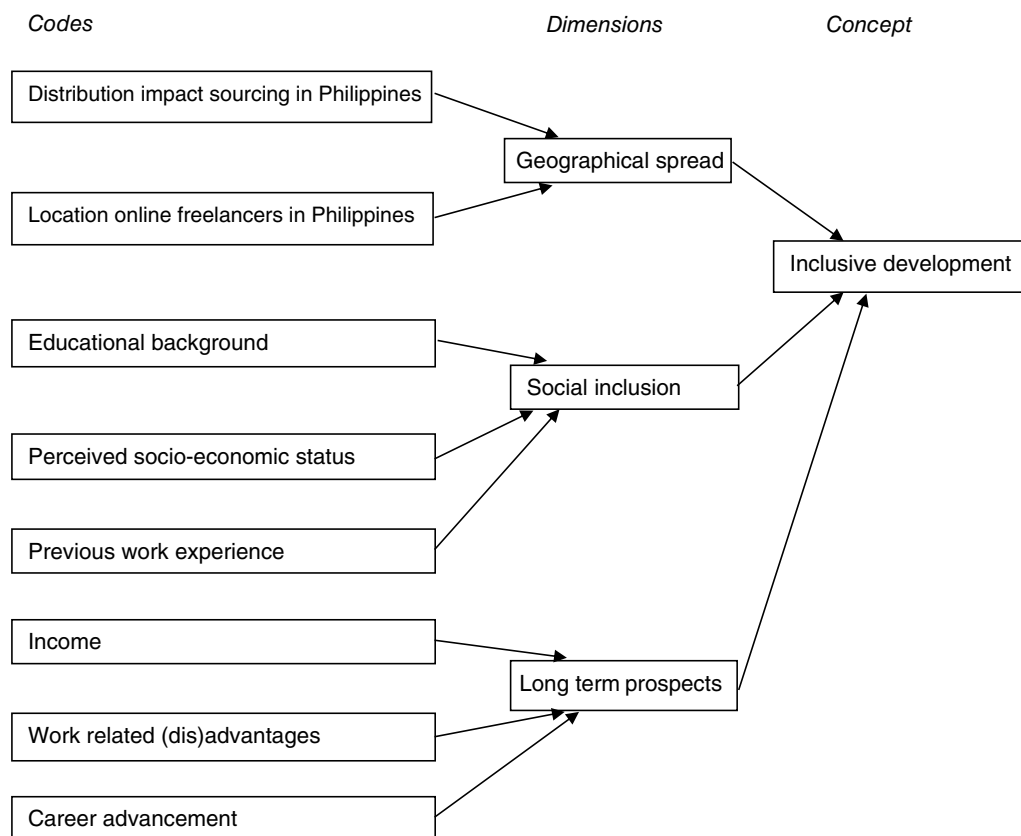 Codes
Dimensions
Concept
Distribution impact sourcing in Philippines
Geographical spread
Location online freelancers in Philippines
Inclusive development
Educational background
Social inclusion
Perceived socio-economic status
Previous work experience
Income
Long term prospects
Work related (dis)advantages
Career advancement